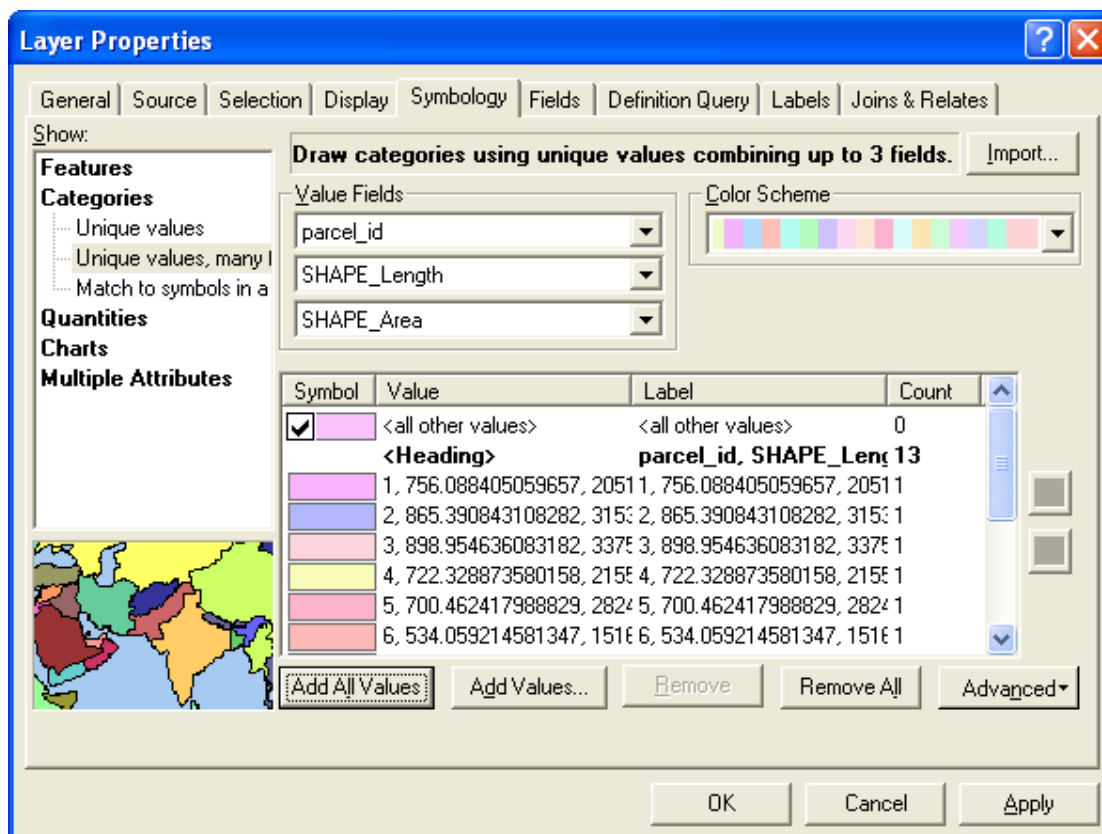 Layer Properties
General Source Selection Display Symbology Fields Definition Query Labels Joins & Relates
Show:
Features
Categories
Unique values
Unique values, many
Match to symbols in a
Quantities
Charts
Multiple Attributes
Draw categories using unique values combining up to 3 fields.
Import...
Value Fields
parcel_id
SHAPE_Length
SHAPE_Area
Color Scheme
Symbol Value Label Count
<all other values> <all other values> 0
<Heading> parcel_id, SHAPE_Leng 13
1, 756.088405059657, 2051 1, 756.088405059657, 2051 1
2, 865.390843108282, 3153 2, 865.390843108282, 3153 1
3, 898.954636083182, 3375 3, 898.954636083182, 3375 1
4, 722.328873580158, 2155 4, 722.328873580158, 2155 1
5, 700.462417988829, 2824 5, 700.462417988829, 2824 1
6, 534.059214581347, 1516 6, 534.059214581347, 1516 1
Add All Values Add Values... Remove Remove All Advanced
OK Cancel Apply